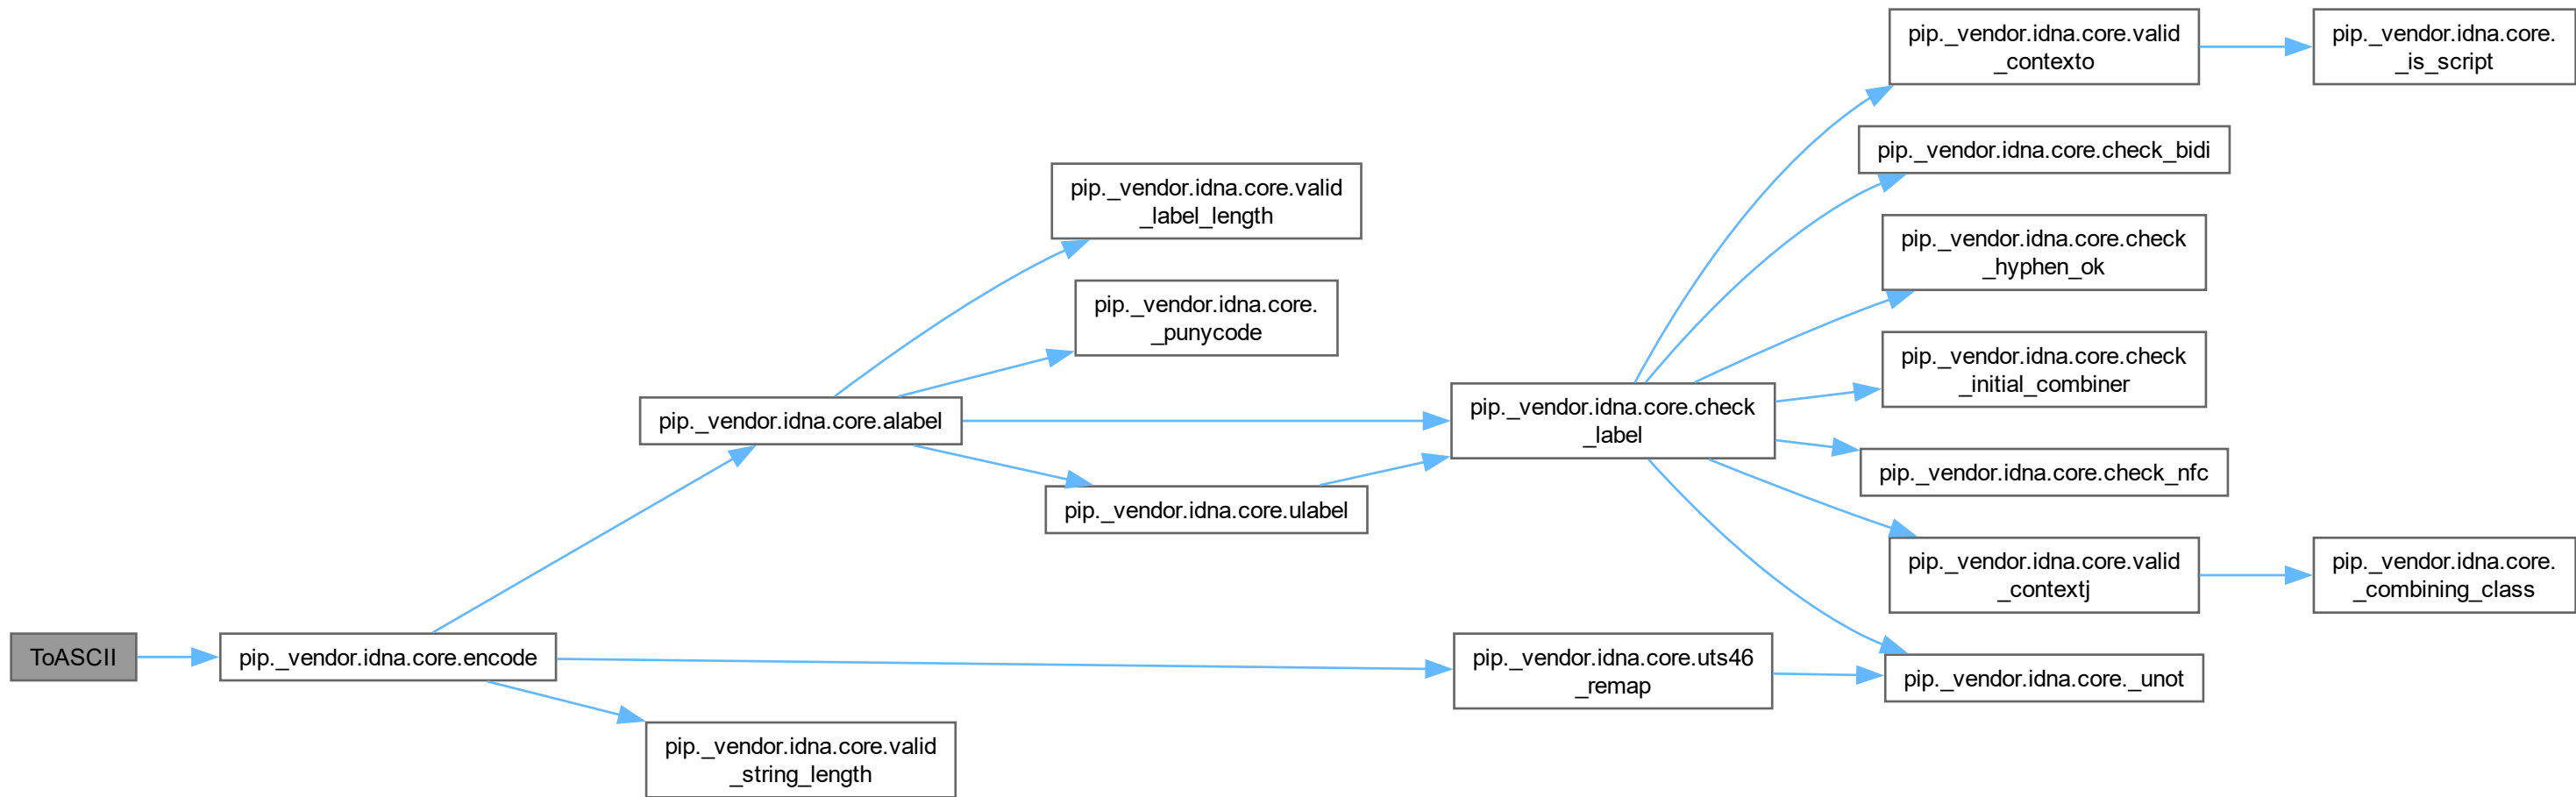 ToASCII
pip._vendor.idna.core.encode
pip._vendor.idna.core.alabel
pip._vendor.idna.core.valid
_label_length
pip._vendor.idna.core.
_punycode
pip._vendor.idna.core.ulabel
pip._vendor.idna.core.check
_label
pip._vendor.idna.core.valid
_contexto
pip._vendor.idna.core.
_is_script
pip._vendor.idna.core.check_bidi
pip._vendor.idna.core.check
_hyphen_ok
pip._vendor.idna.core.check
_initial_combiner
pip._vendor.idna.core.check_nfc
pip._vendor.idna.core.valid
_contextj
pip._vendor.idna.core.
_combining_class
pip._vendor.idna.core._unot
pip._vendor.idna.core.uts46
_remap
pip._vendor.idna.core.valid
_string_length